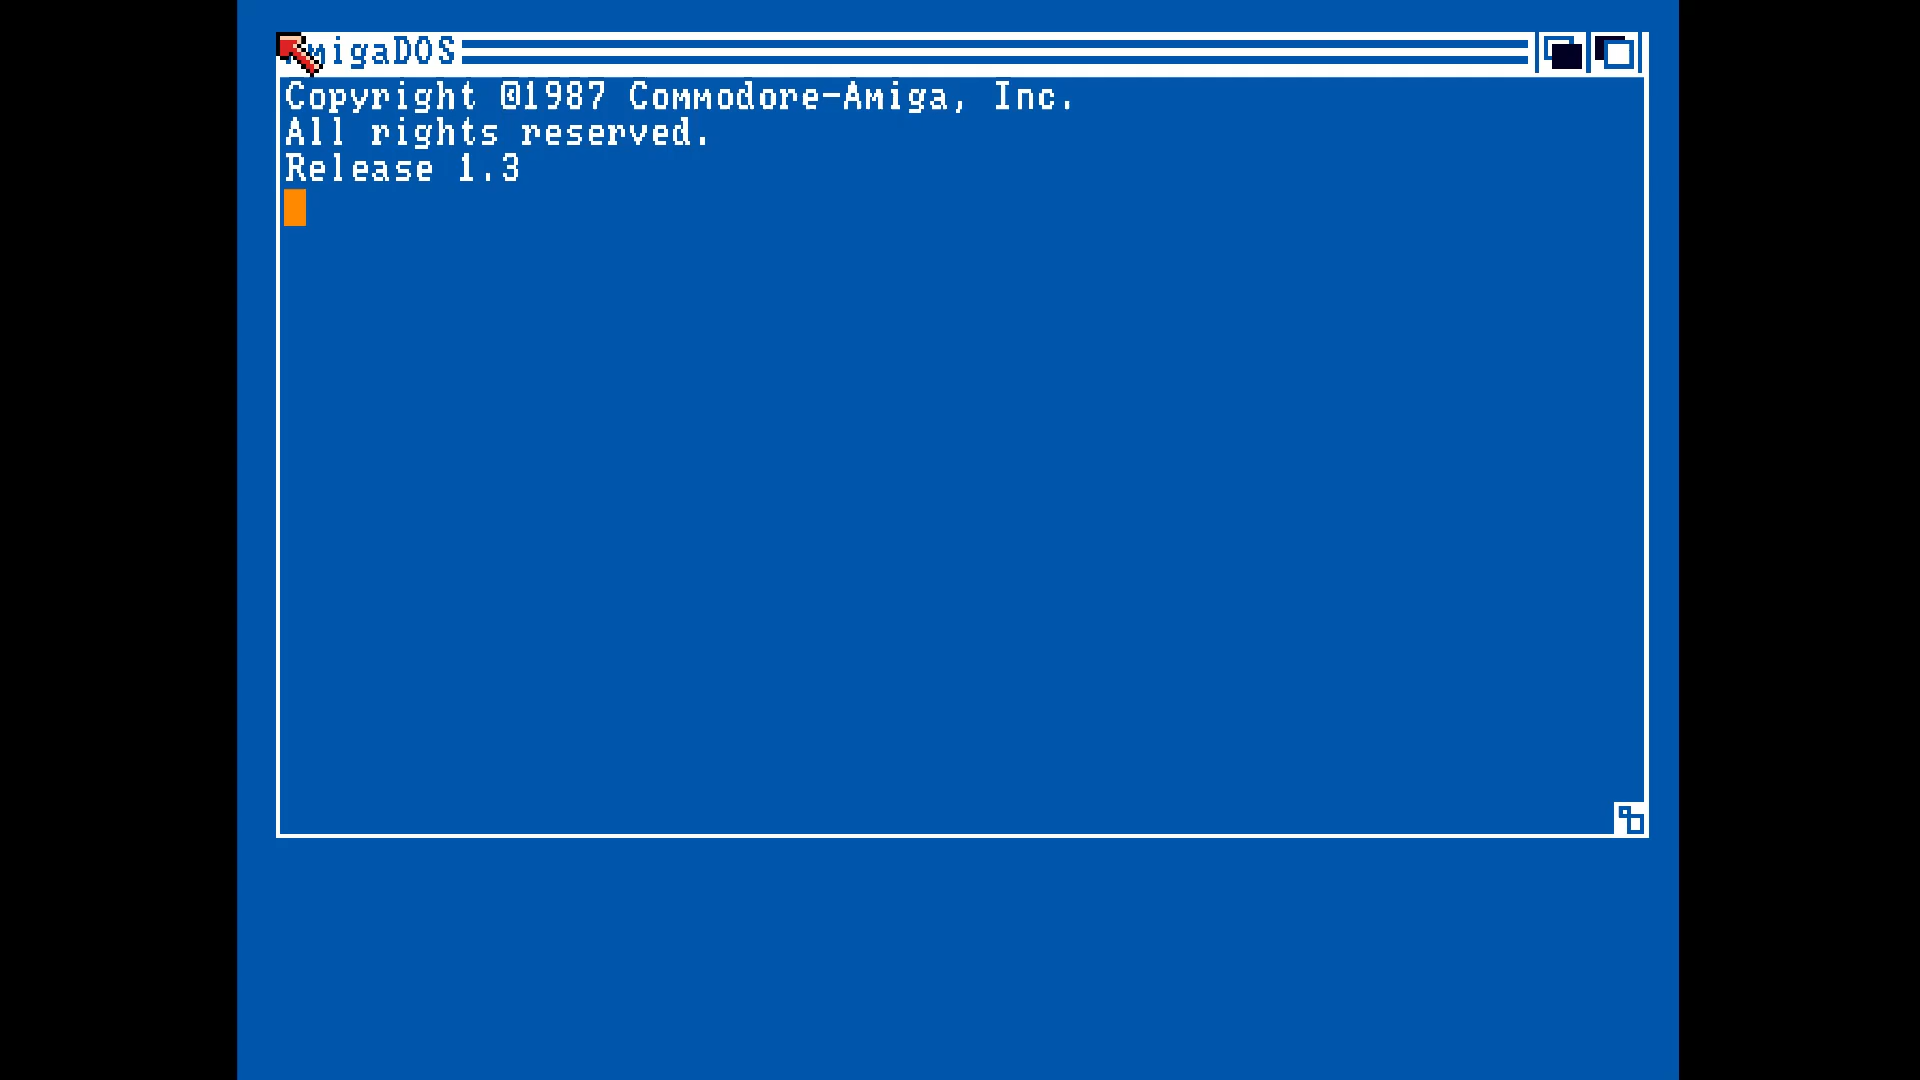 AmigaDOS
Copyright ©1987 Commodore-Amiga, Inc.
All rights reserved.
Release 1.3